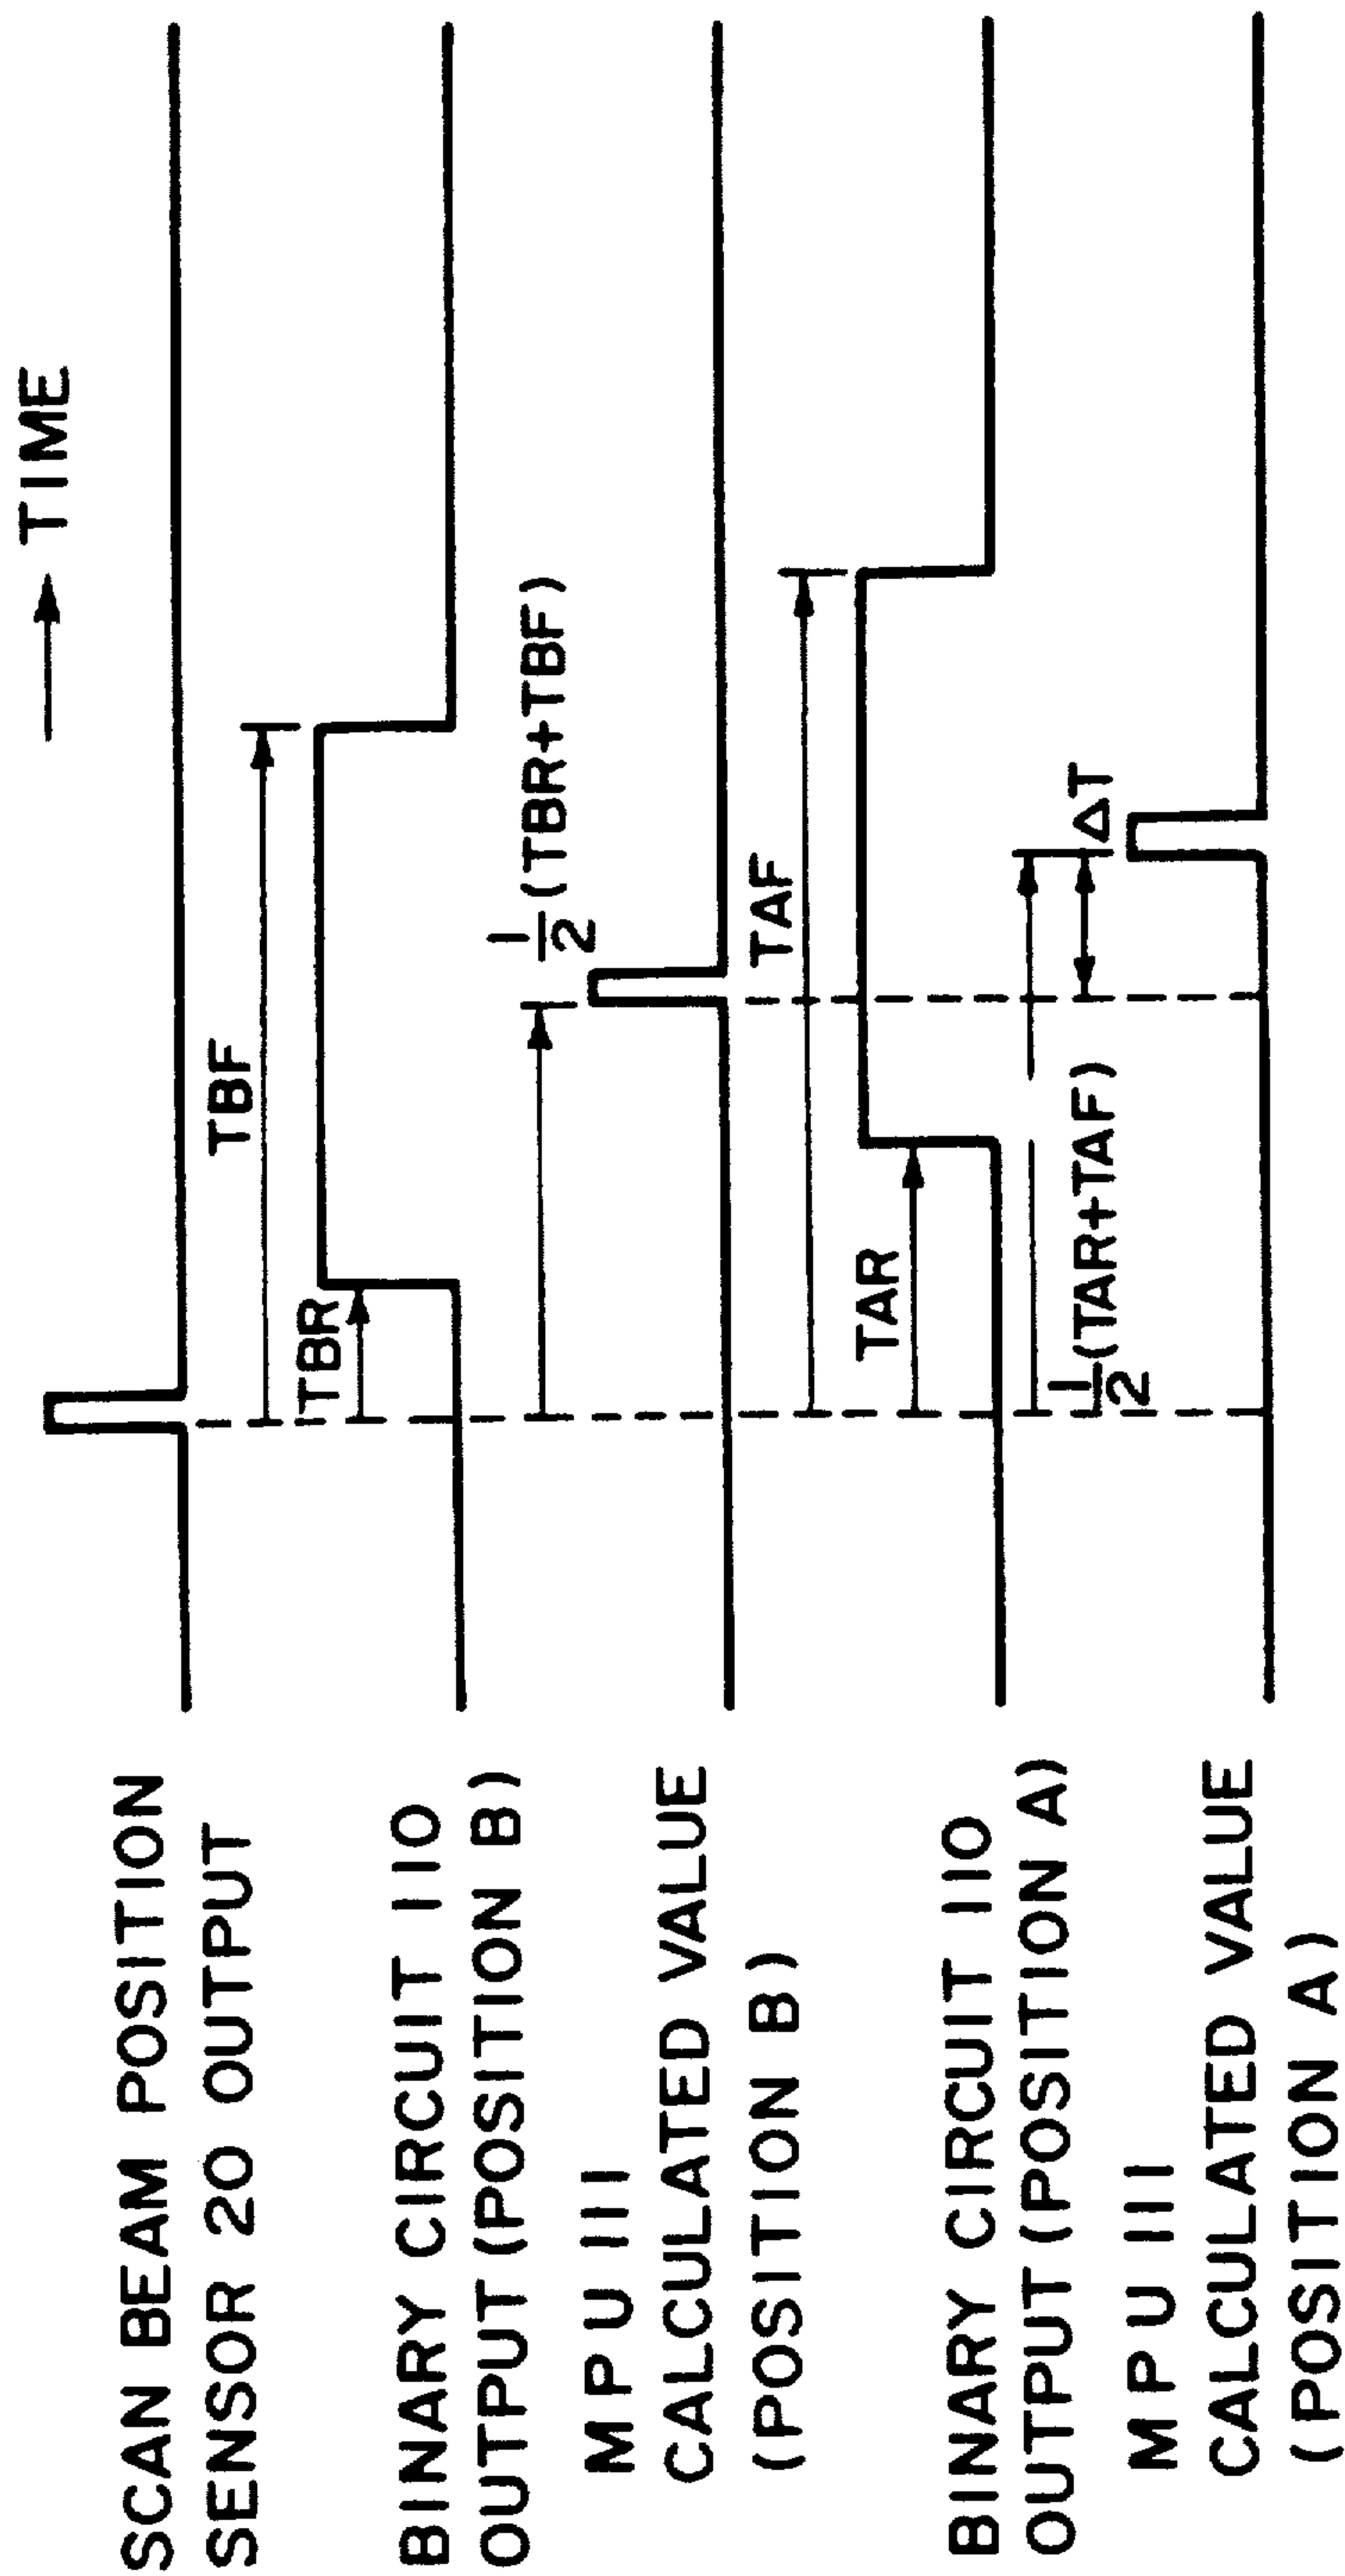 → TIME
SCAN BEAM POSITION
SENSOR 20 OUTPUT
TBF
BINARY CIRCUIT 110
OUTPUT (POSITION B)
TBR
1/2 (TBR+TBF)
MPU 111
CALCULATED VALUE
(POSITION B)
TAF
BINARY CIRCUIT 110
OUTPUT (POSITION A)
TAR
MPU 111
CALCULATED VALUE
(POSITION A)
1/2 (TAR+TAF)
ΔT